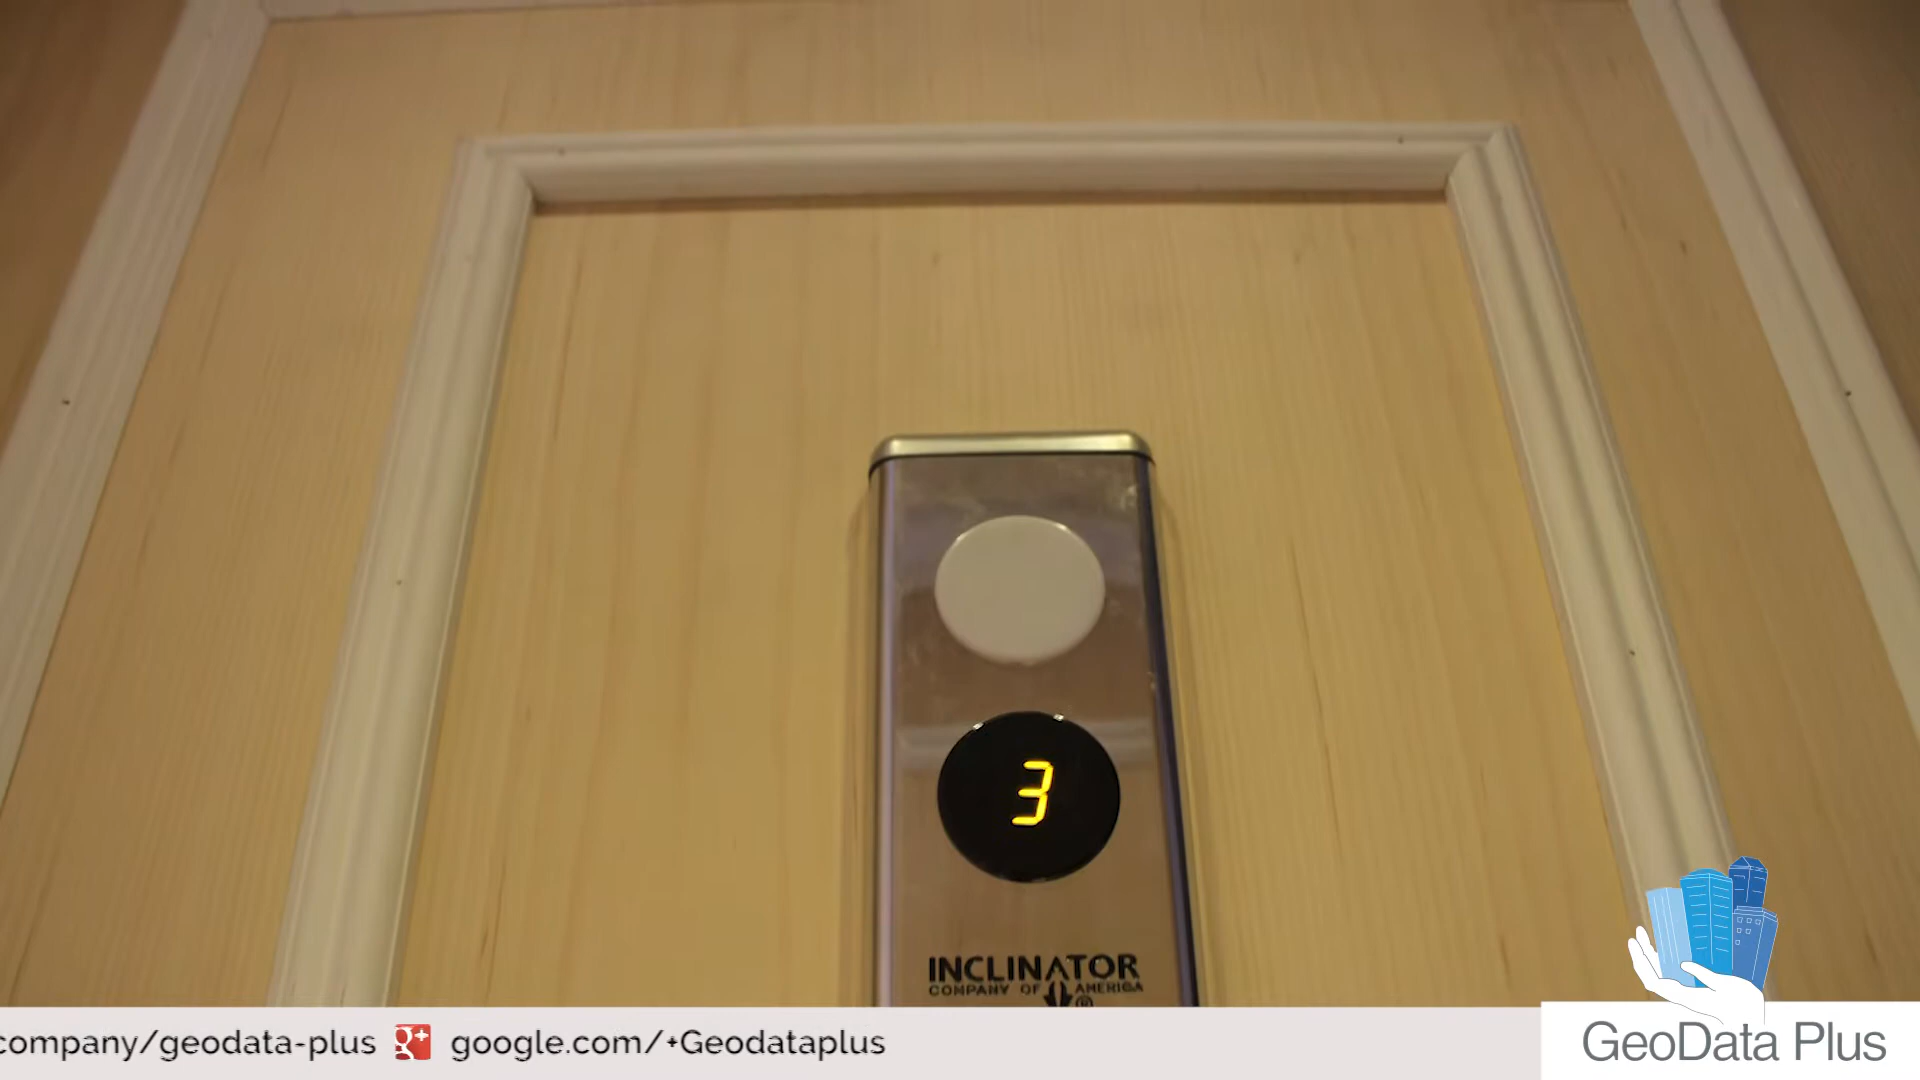 3
INCLINATOR
COMPANY OF AMERICA
®
company/geodata-plus g+ google.com/+Geodataplus
GeoData Plus